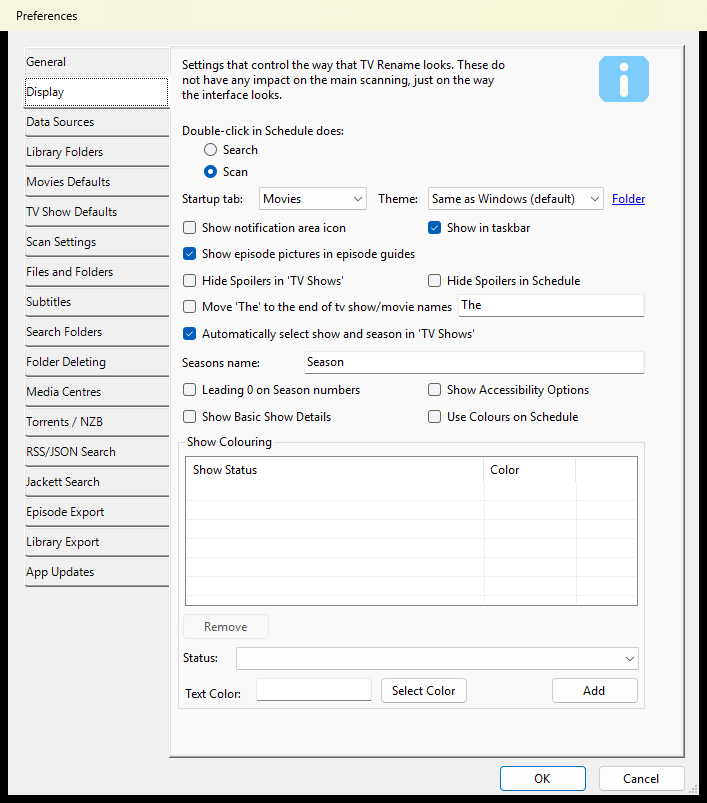 Preferences
General
Display
Data Sources
Library Folders
Movies Defaults
TV Show Defaults
Scan Settings
Files and Folders
Subtitles
Search Folders
Folder Deleting
Media Centres
Torrents / NZB
RSS/JSON Search
Jackett Search
Episode Export
Library Export
App Updates
Settings that control the way that TV Rename looks. These do
not have any impact on the main scanning, just on the way
the interface looks.
Double-click in Schedule does:
Search
Scan
Startup tab: Movies Theme: Same as Windows (default) Folder
Show notification area icon Show in taskbar
Show episode pictures in episode guides
Hide Spoilers in 'TV Shows' Hide Spoilers in Schedule
Move 'The' to the end of tv show/movie names The
Automatically select show and season in 'TV Shows'
Seasons name: Season
Leading 0 on Season numbers Show Accessibility Options
Show Basic Show Details Use Colours on Schedule
Show Colouring
Show Status Color
Remove
Status:
Text Color: Select Color Add
OK Cancel